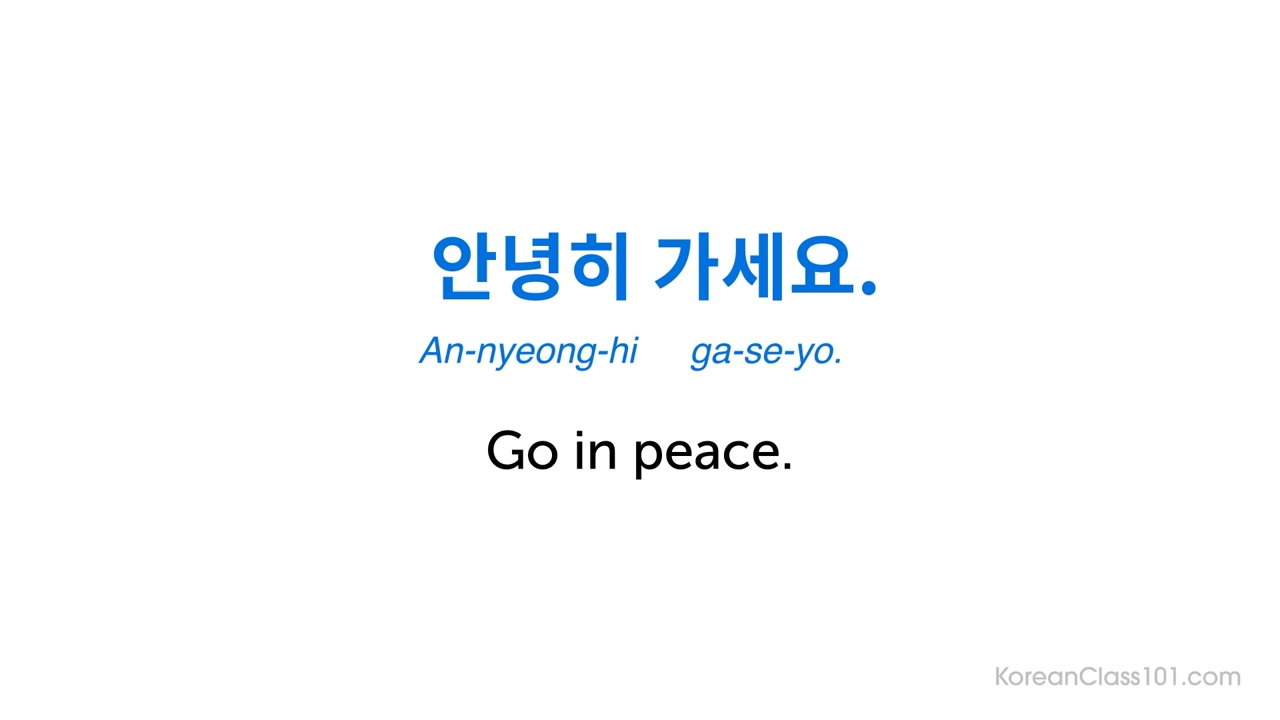 안녕히 가세요.
An-nyeong-hi ga-se-yo.
Go in peace.
KoreanClass101.com